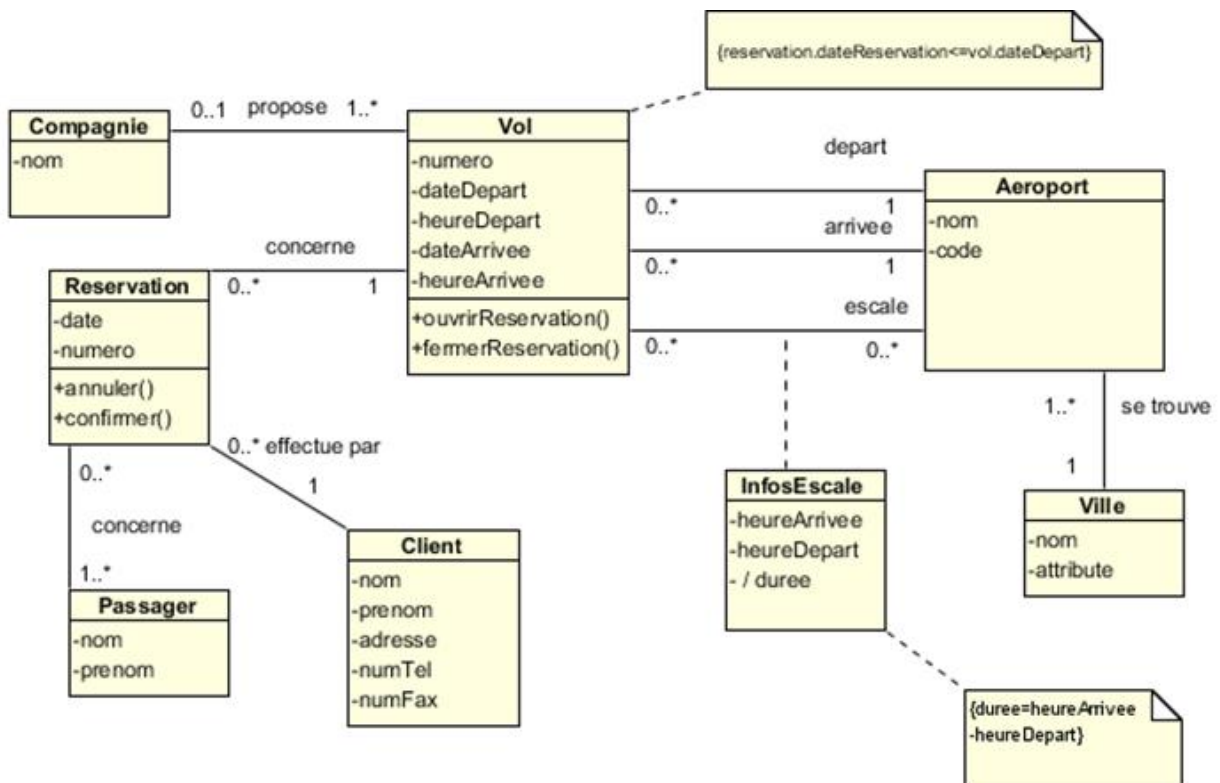 {reservation.dateReservation<=vol.dateDepart}
Compagnie
-nom
0..1 propose 1..*
Vol
-numero
-dateDepart
-heureDepart
-dateArrivee
-heureArrivee
+ouvrirReservation()
+fermerReservation()
depart
0..* 1
arrivee
0..* 1
escale
0..* 0..*
Aeroport
-nom
-code
concerne
0..* 1
Reservation
-date
-numero
+annuler()
+confirmer()
0..* effectue par
1
0..*
concerne
1..*
Passager
-nom
-prenom
Client
-nom
-prenom
-adresse
-numTel
-numFax
InfosEscale
-heureArrivee
-heureDepart
- / duree
1..* se trouve
1
Ville
-nom
-attribute
{duree=heureArrivee
-heureDepart}